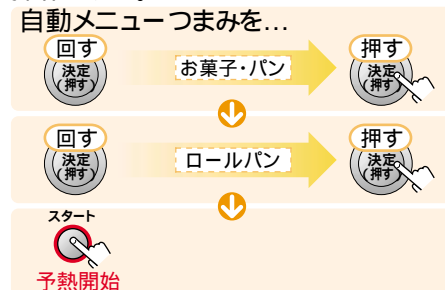 自動メニューつまみを…
回す
決定
(押す)
お菓子・パン
押す
決定
(押す)
回す
決定
(押す)
ロールパン
押す
決定
(押す)
スタート
予熱開始